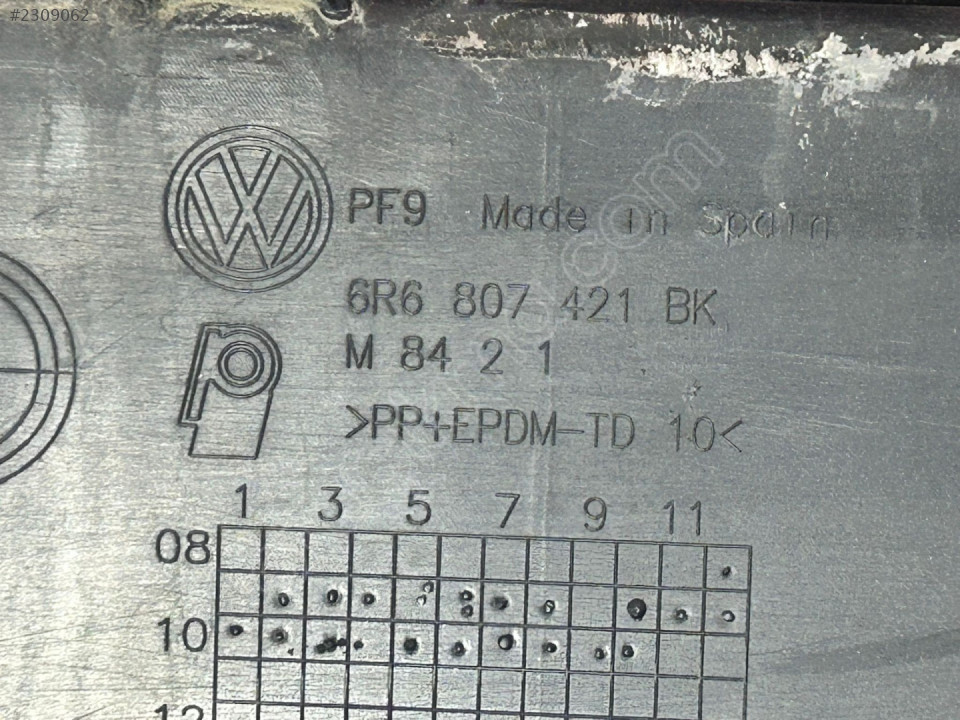 #2309062
PF9 Made in Spain
6R6 807 421 BK
M 84 2 1
>PP+EPDM-TD 10<
1 3 5 7 9 11
08
10
12